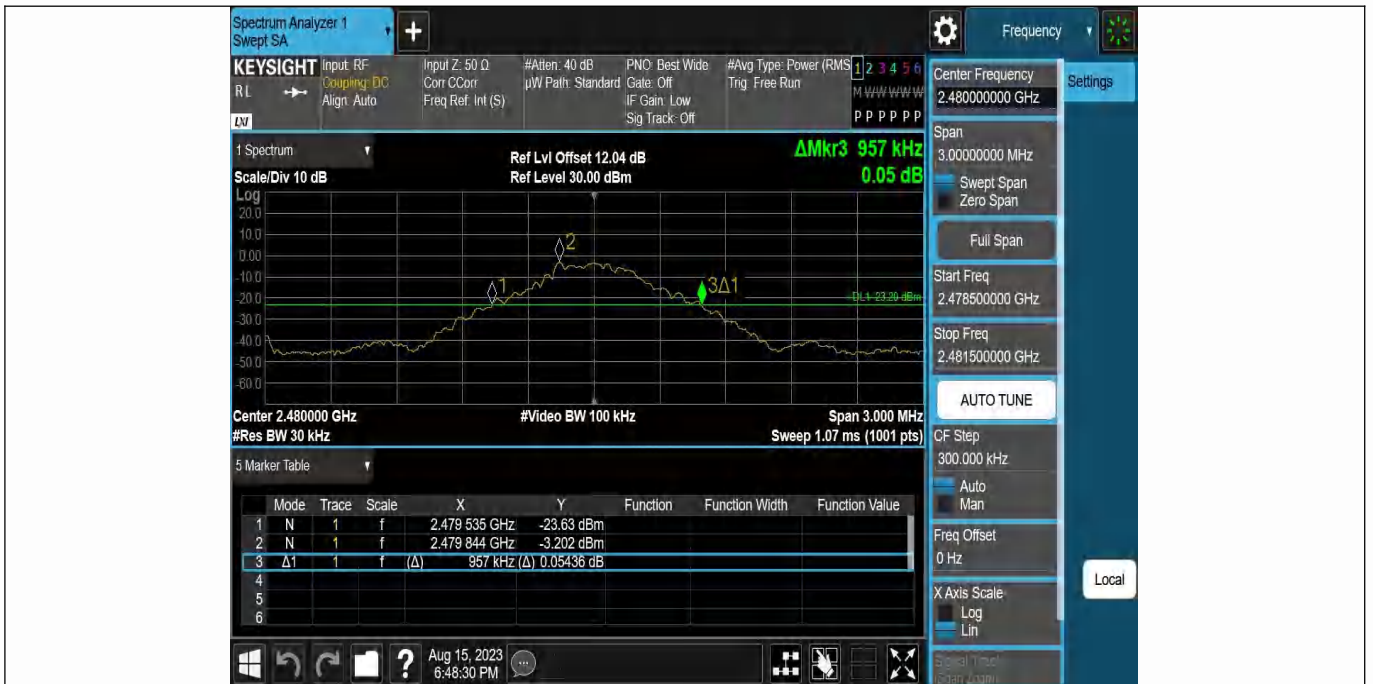 Spectrum Analyzer 1
Swept SA
Frequency
KEYSIGHT
RL
LXI
Input: RF
Coupling: DC
Align: Auto
Input Z: 50 Ω
Corr CCorr
Freq Ref: Int (S)
#Atten: 40 dB
µW Path: Standard
PNO: Best Wide
Gate: Off
IF Gain: Low
Sig Track: Off
#Avg Type: Power (RMS
Trig: Free Run
1 2 3 4 5 6
M W W W W W
P P P P P P
1 Spectrum
Scale/Div 10 dB
Ref Lvl Offset 12.04 dB
Ref Level 30.00 dBm
ΔMkr3 957 kHz
0.05 dB
Log
20.0
10.0
0.00
-10.0
-20.0
-30.0
-40.0
-50.0
-60.0
1
2
3Δ1
DL1 -23.20 dBm
Center 2.480000 GHz
#Video BW 100 kHz
Span 3.000 MHz
#Res BW 30 kHz
Sweep 1.07 ms (1001 pts)
5 Marker Table
Mode Trace Scale X Y Function Function Width Function Value
1 N 1 f 2.479 535 GHz -23.63 dBm
2 N 1 f 2.479 844 GHz -3.202 dBm
3 Δ1 1 f (Δ) 957 kHz (Δ) 0.05436 dB
4
5
6
Aug 15, 2023
6:48:30 PM
Center Frequency
2.480000000 GHz
Settings
Span
3.00000000 MHz
Swept Span
Zero Span
Full Span
Start Freq
2.478500000 GHz
Stop Freq
2.481500000 GHz
AUTO TUNE
CF Step
300.000 kHz
Auto
Man
Freq Offset
0 Hz
X Axis Scale
Log
Lin
Signal Track
(Span Zoom)
Local